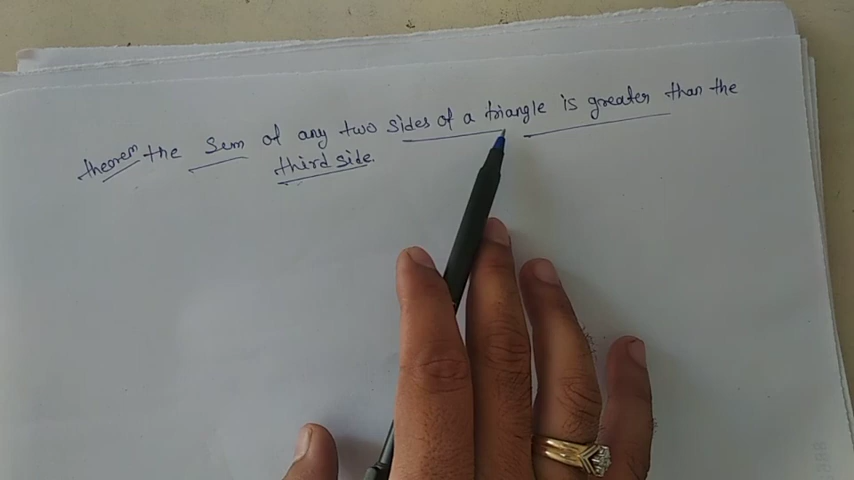 theorem the sum of any two sides of a triangle is greater than the
third side.